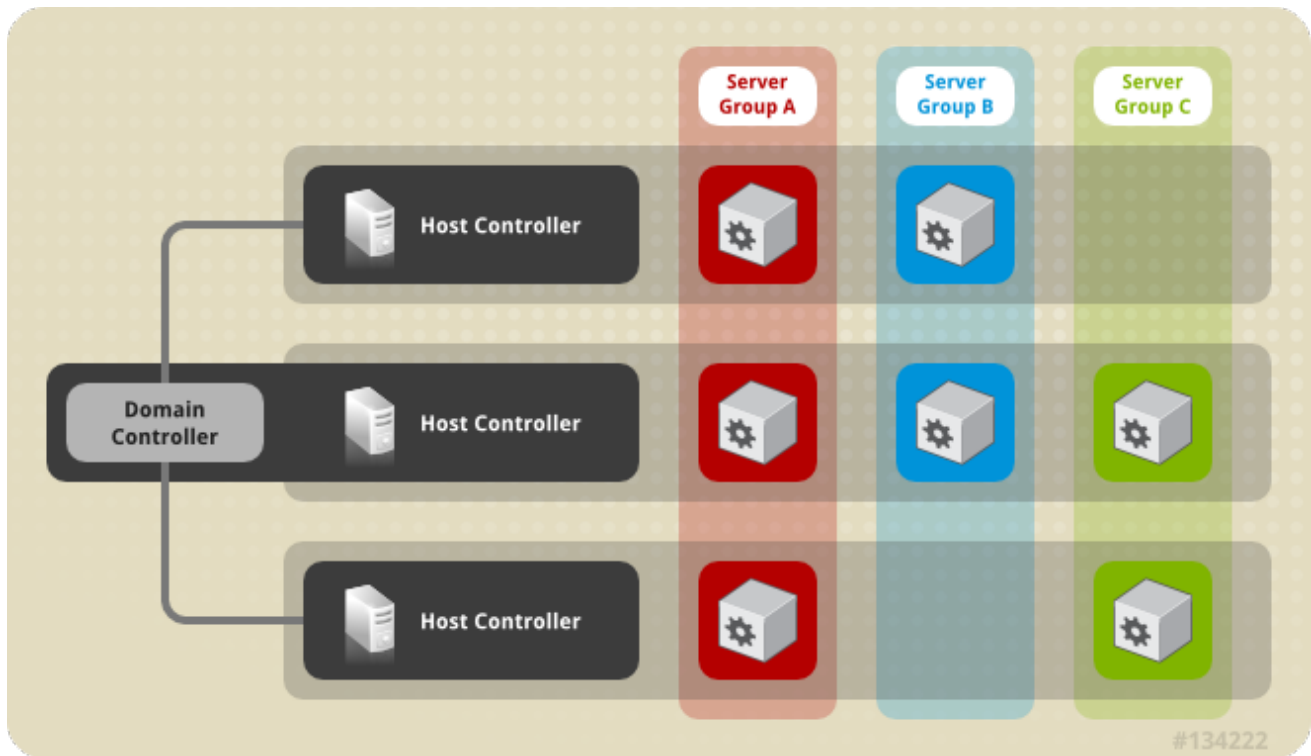 Server
Group A
Server
Group B
Server
Group C
Host Controller
Domain
Controller
Host Controller
Host Controller
#134222